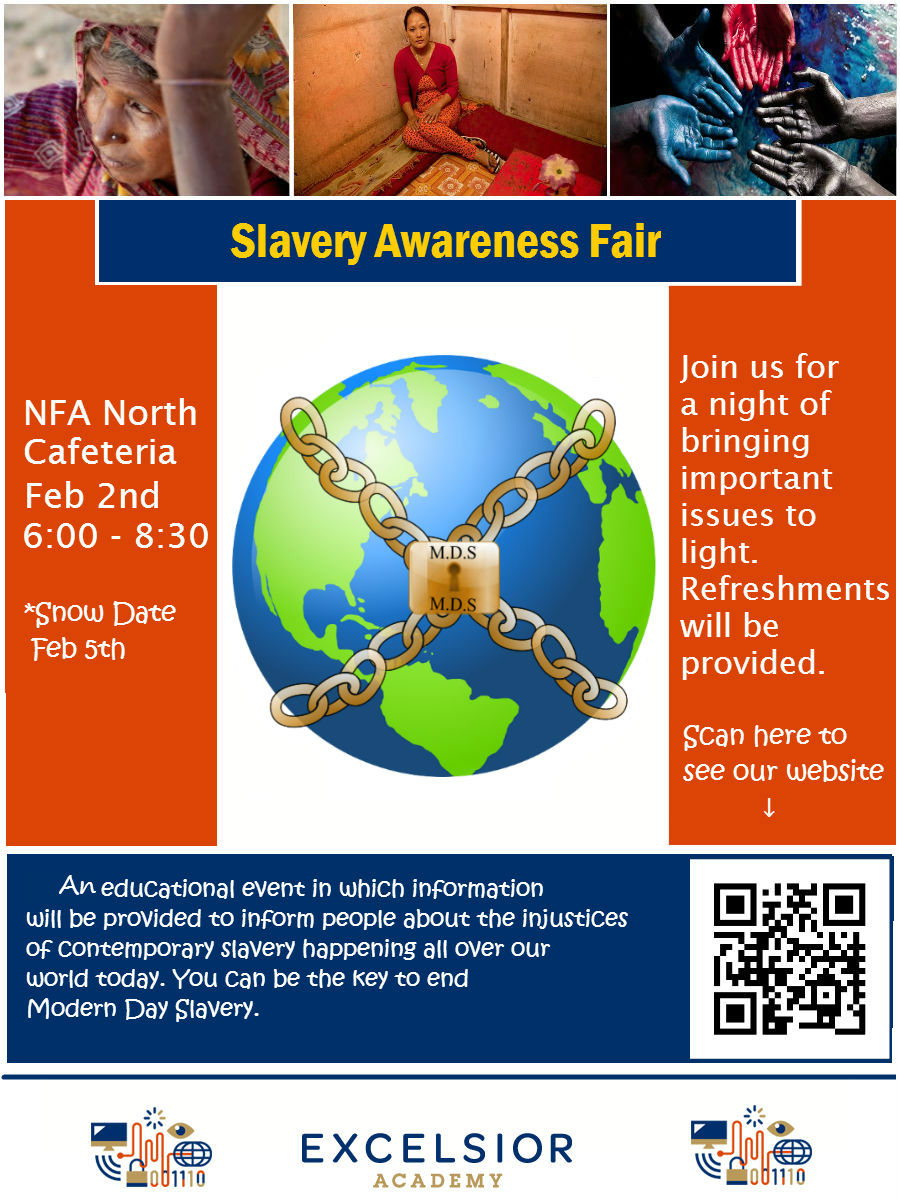 Slavery Awareness Fair
NFA North
Cafeteria
Feb 2nd
6:00 - 8:30
*Snow Date
Feb 5th
M.D.S
M.D.S
Join us for
a night of
bringing
important
issues to
light.
Refreshments
will be
provided.
Scan here to
see our website
↓
An educational event in which information
will be provided to inform people about the injustices
of contemporary slavery happening all over our
world today. You can be the key to end
Modern Day Slavery.
001110
EXCELSIOR
ACADEMY
001110